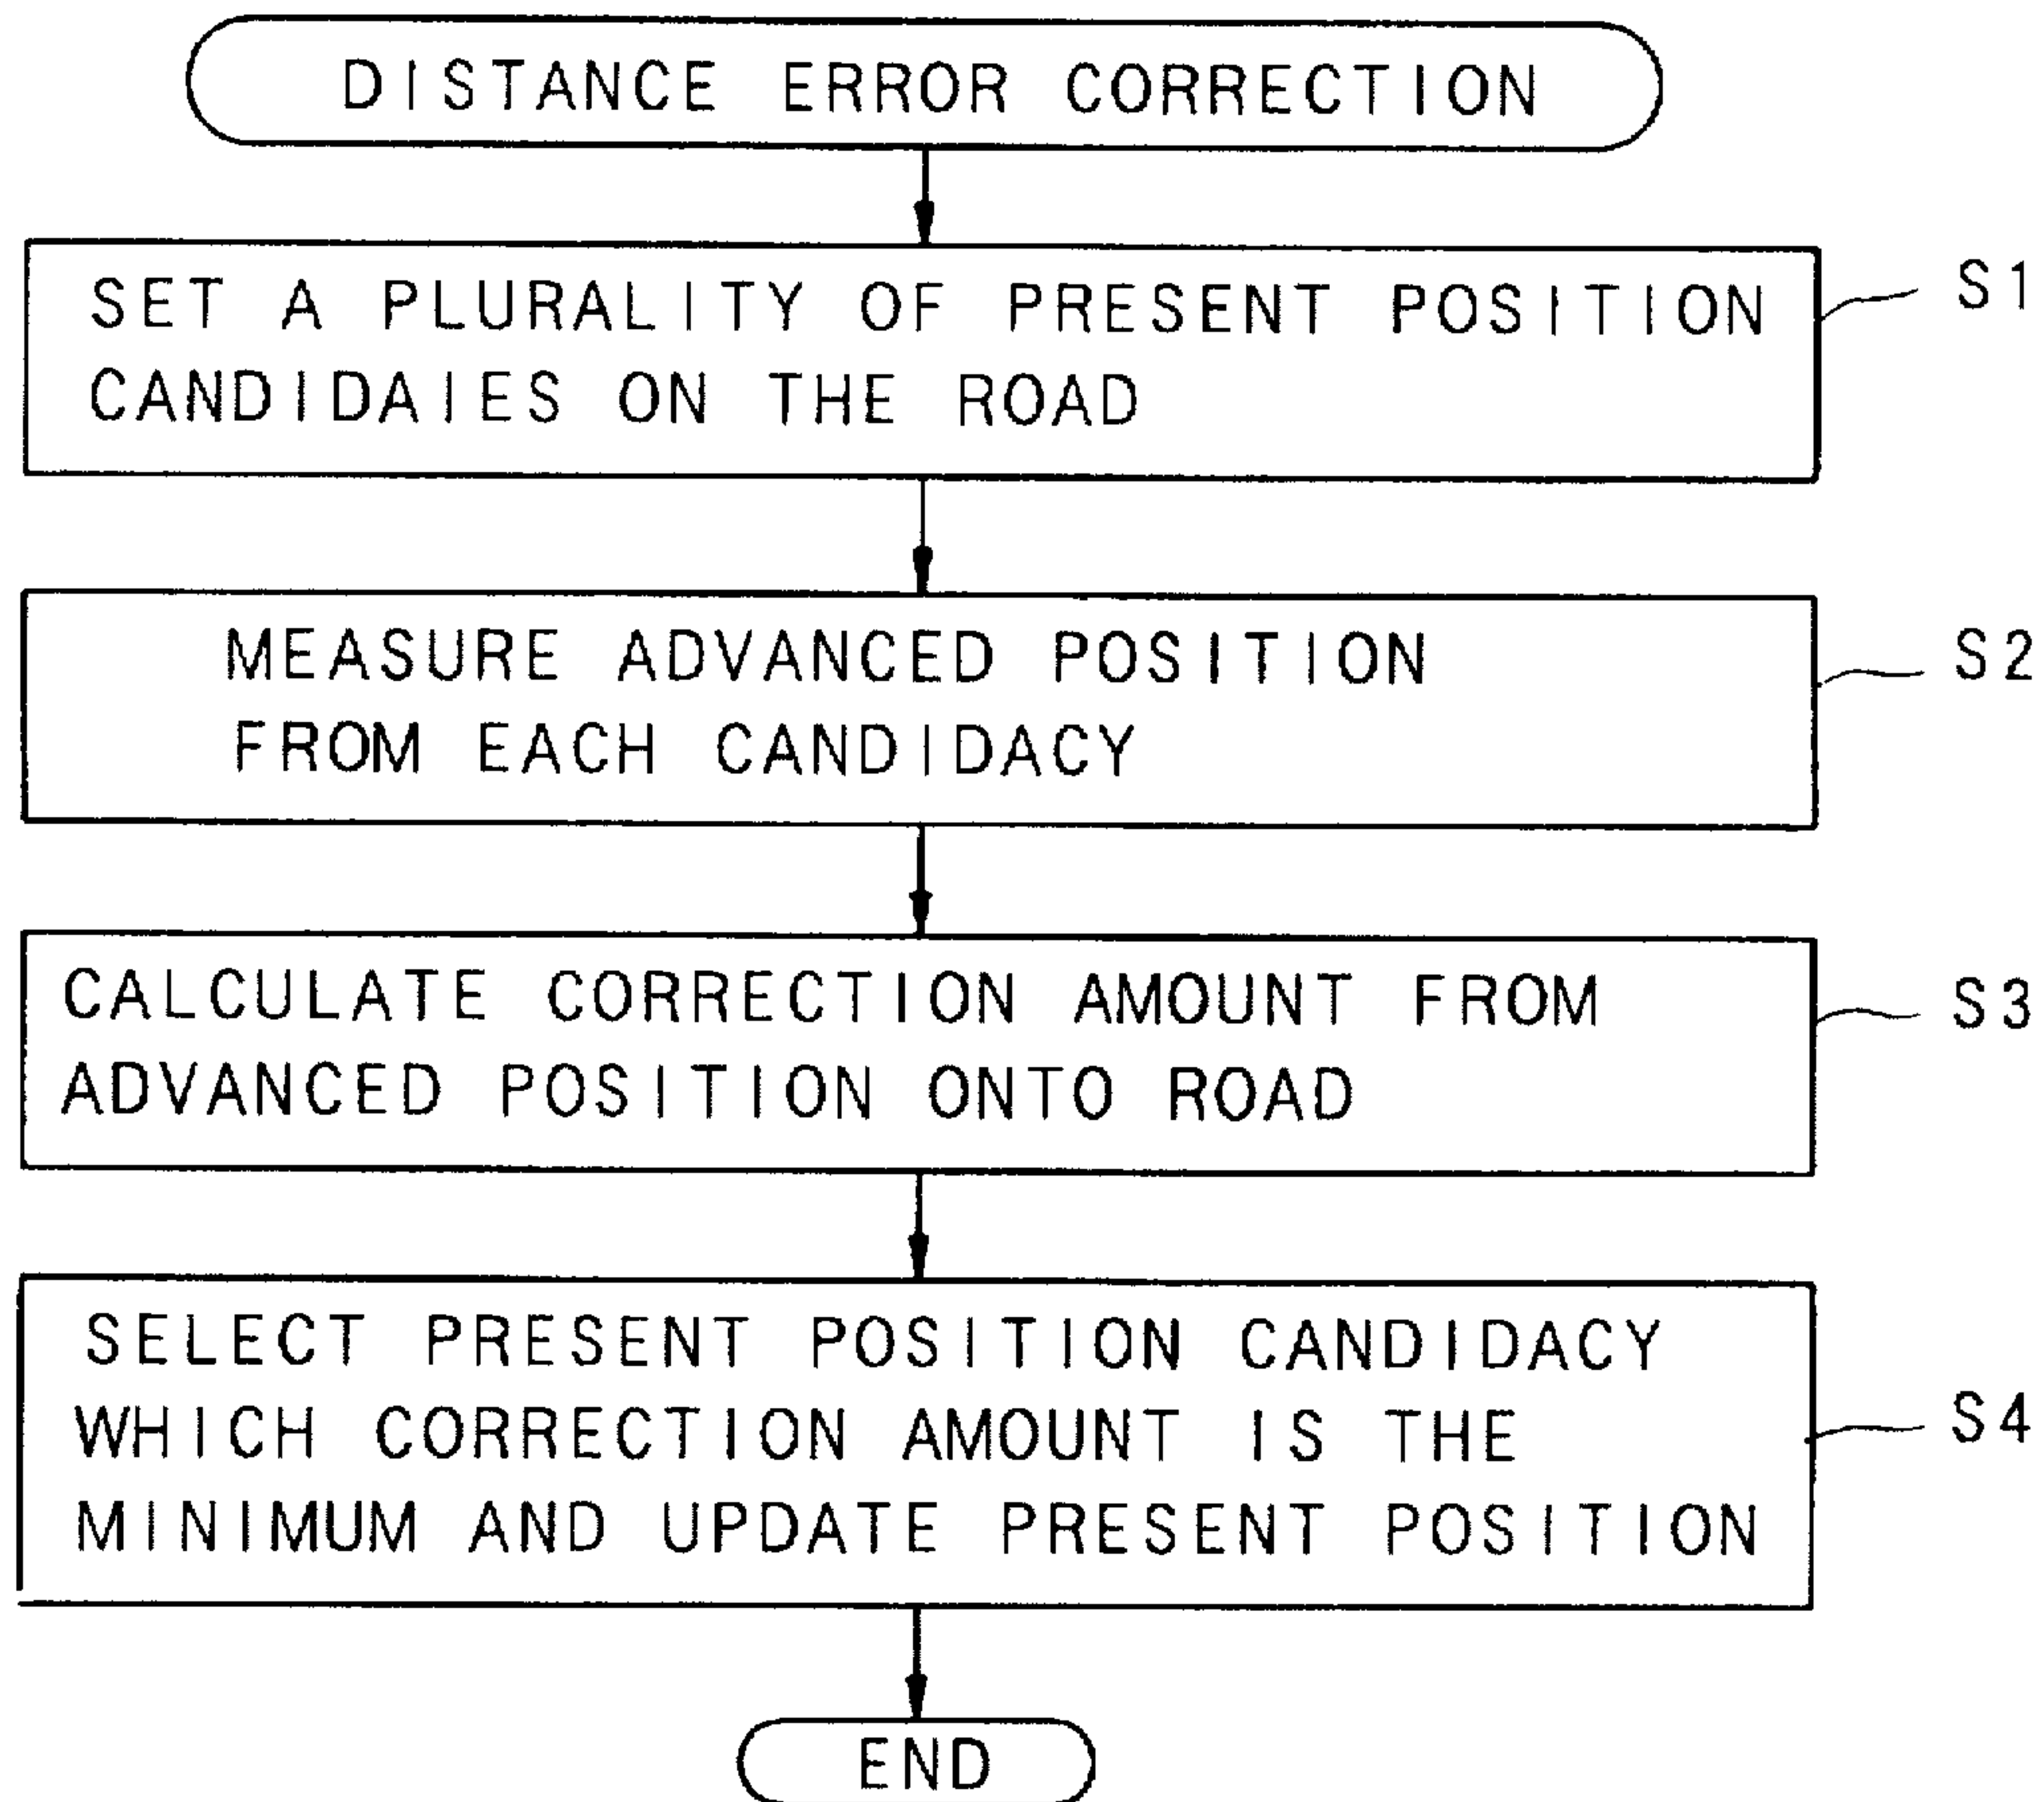 DISTANCE ERROR CORRECTION
SET A PLURALITY OF PRESENT POSITION
CANDIDAIES ON THE ROAD
S1
MEASURE ADVANCED POSITION
FROM EACH CANDIDACY
S2
CALCULATE CORRECTION AMOUNT FROM
ADVANCED POSITION ONTO ROAD
S3
SELECT PRESENT POSITION CANDIDACY
WHICH CORRECTION AMOUNT IS THE
MINIMUM AND UPDATE PRESENT POSITION
S4
END